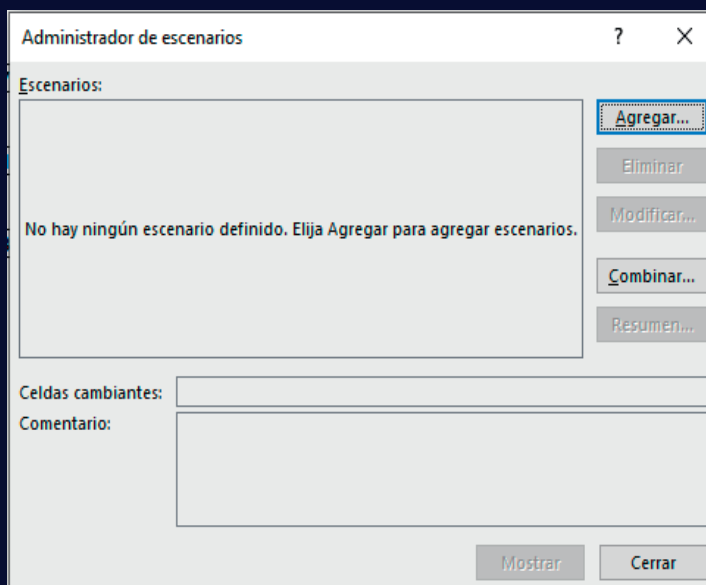 Administrador de escenarios
?
X
Escenarios:
No hay ningún escenario definido. Elija Agregar para agregar escenarios.
Agregar...
Eliminar
Modificar...
Combinar...
Resumen...
Celdas cambiantes:
Comentario:
Mostrar
Cerrar